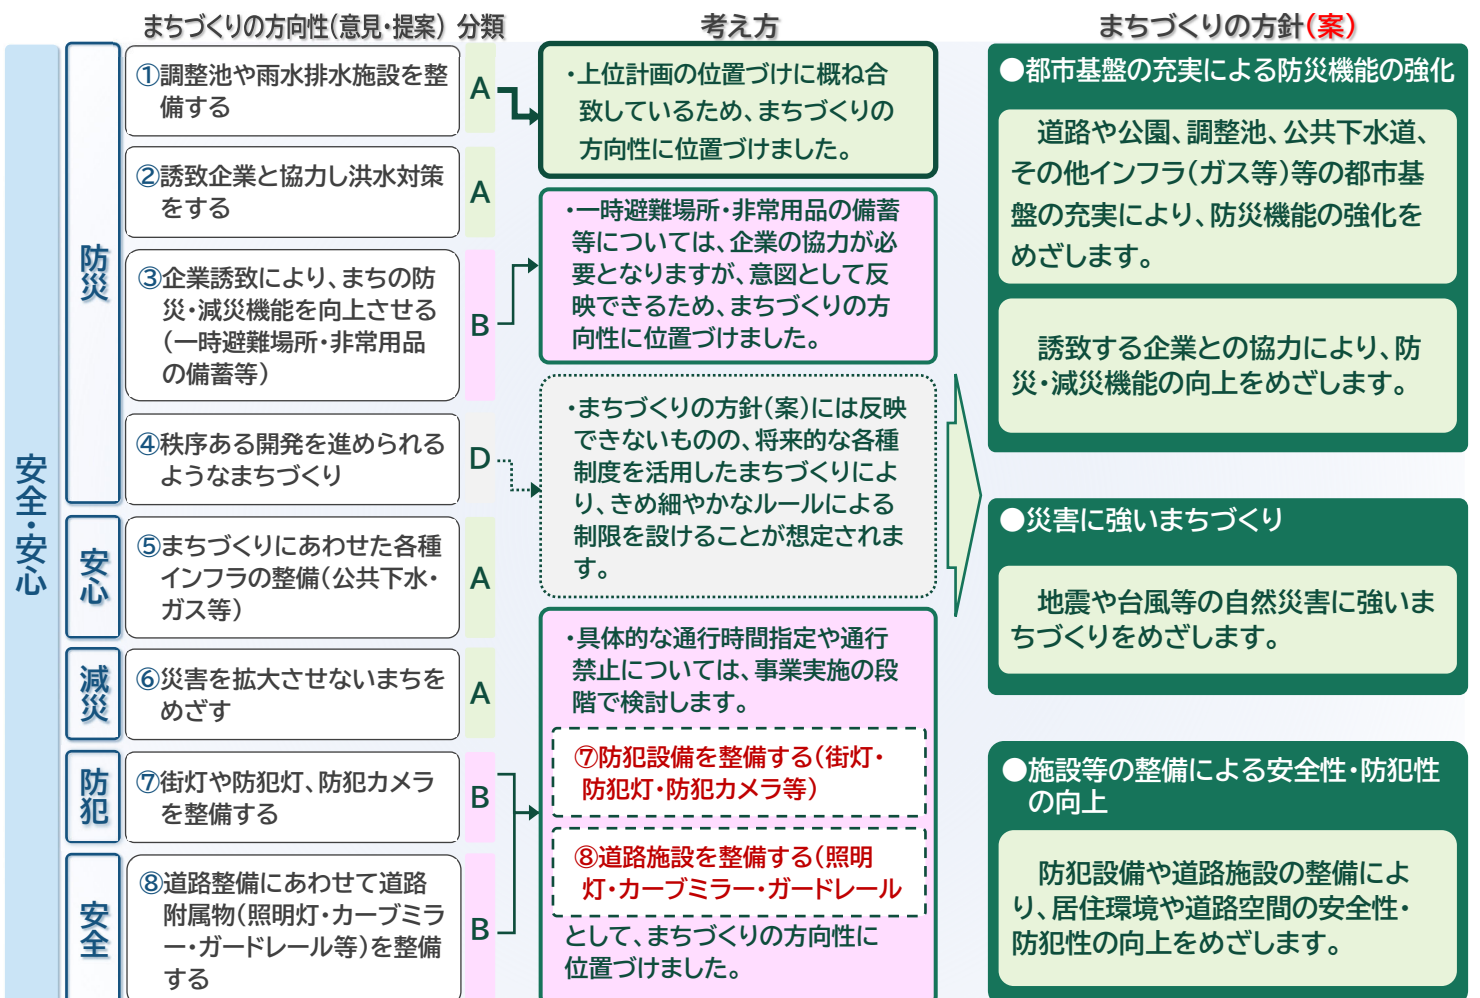 まちづくりの方向性(意見・提案)
分類
考え方
まちづくりの方針(案)
安全・安心
防災
①調整池や雨水排水施設を整
備する
A
②誘致企業と協力し洪水対策
をする
A
③企業誘致により、まちの防
災・減災機能を向上させる
(一時避難場所・非常用品
の備蓄等)
B
④秩序ある開発を進められる
ようなまちづくり
D
安心
⑤まちづくりにあわせた各種
インフラの整備(公共下水・
ガス等)
A
減災
⑥災害を拡大させないまちを
めざす
A
防犯
⑦街灯や防犯灯、防犯カメラ
を整備する
B
安全
⑧道路整備にあわせて道路
附属物(照明灯・カーブミラ
ー・ガードレール等)を整備
する
B
・上位計画の位置づけに概ね合
致しているため、まちづくりの
方向性に位置づけました。
・一時避難場所・非常用品の備蓄
等については、企業の協力が必
要となりますが、意図として反
映できるため、まちづくりの方
向性に位置づけました。
・まちづくりの方針(案)には反映
できないものの、将来的な各種
制度を活用したまちづくりによ
り、きめ細やかなルールによる
制限を設けることが想定されま
す。
・具体的な通行時間指定や通行
禁止については、事業実施の段
階で検討します。
⑦防犯設備を整備する(街灯・
防犯灯・防犯カメラ等)
⑧道路施設を整備する(照明
灯・カーブミラー・ガードレール
として、まちづくりの方向性に
位置づけました。
●都市基盤の充実による防災機能の強化
道路や公園、調整池、公共下水道、
その他インフラ(ガス等)等の都市基
盤の充実により、防災機能の強化を
めざします。
誘致する企業との協力により、防
災・減災機能の向上をめざします。
●災害に強いまちづくり
地震や台風等の自然災害に強いま
ちづくりをめざします。
●施設等の整備による安全性・防犯性
の向上
防犯設備や道路施設の整備によ
り、居住環境や道路空間の安全性・
防犯性の向上をめざします。